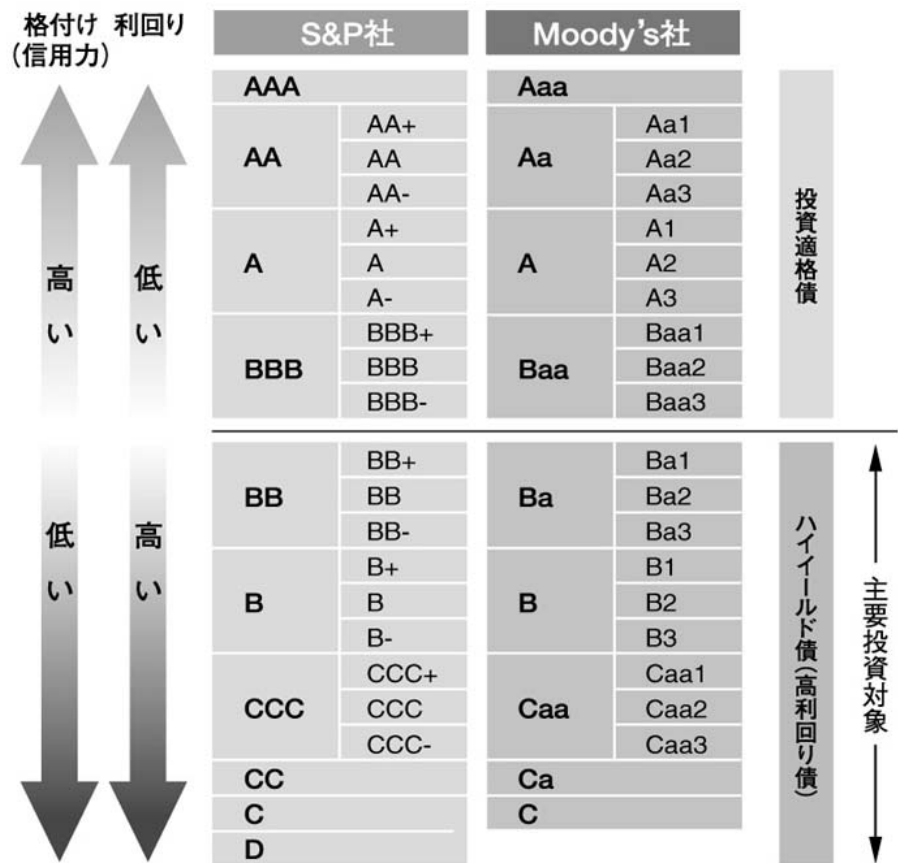 格付け 利回り
(信用力)
S&P社 Moody's社
AAA Aaa
AA+ Aa1
AA AA Aa Aa2
AA- Aa3
A+ A1
A A A A2
A- A3
BBB+ Baa1
BBB BBB Baa Baa2
BBB- Baa3
高い 低い
投資適格債
BB+ Ba1
BB BB Ba Ba2
BB- Ba3
B+ B1
B B B B2
B- B3
CCC+ Caa1
CCC CCC Caa Caa2
CCC- Caa3
CC Ca
C C
D
低い 高い
ハイイールド債(高利回り債)
主要投資対象